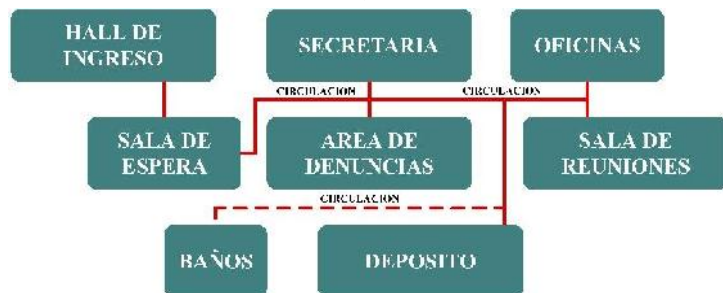 HALL DE
INGRESO
SECRETARIA
OFICINAS
CIRCULACION
CIRCULACION
SALA DE
ESPERA
AREA DE
DENUNCIAS
SALA DE
REUNIONES
CIRCULACION
BAÑOS
DEPOSITO